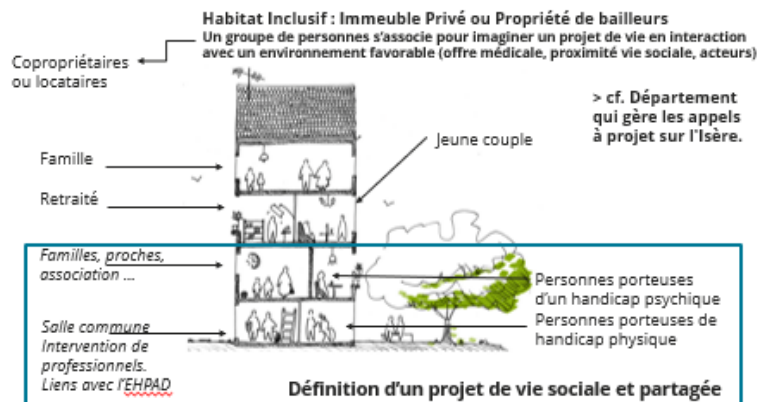 Habitat Inclusif : Immeuble Privé ou Propriété de bailleurs
Un groupe de personnes s'associe pour imaginer un projet de vie en interaction
avec un environnement favorable (offre médicale, proximité vie sociale, acteurs)
Copropriétaires
ou locataires
> cf. Département
qui gère les appels
à projet sur l'Isère.
Jeune couple
Famille
Retraité
Familles, proches,
association ...
Personnes porteuses
d'un handicap psychique
Personnes porteuses de
handicap physique
Salle commune
Intervention de
professionnels.
Liens avec l'EHPAD
Définition d'un projet de vie sociale et partagée